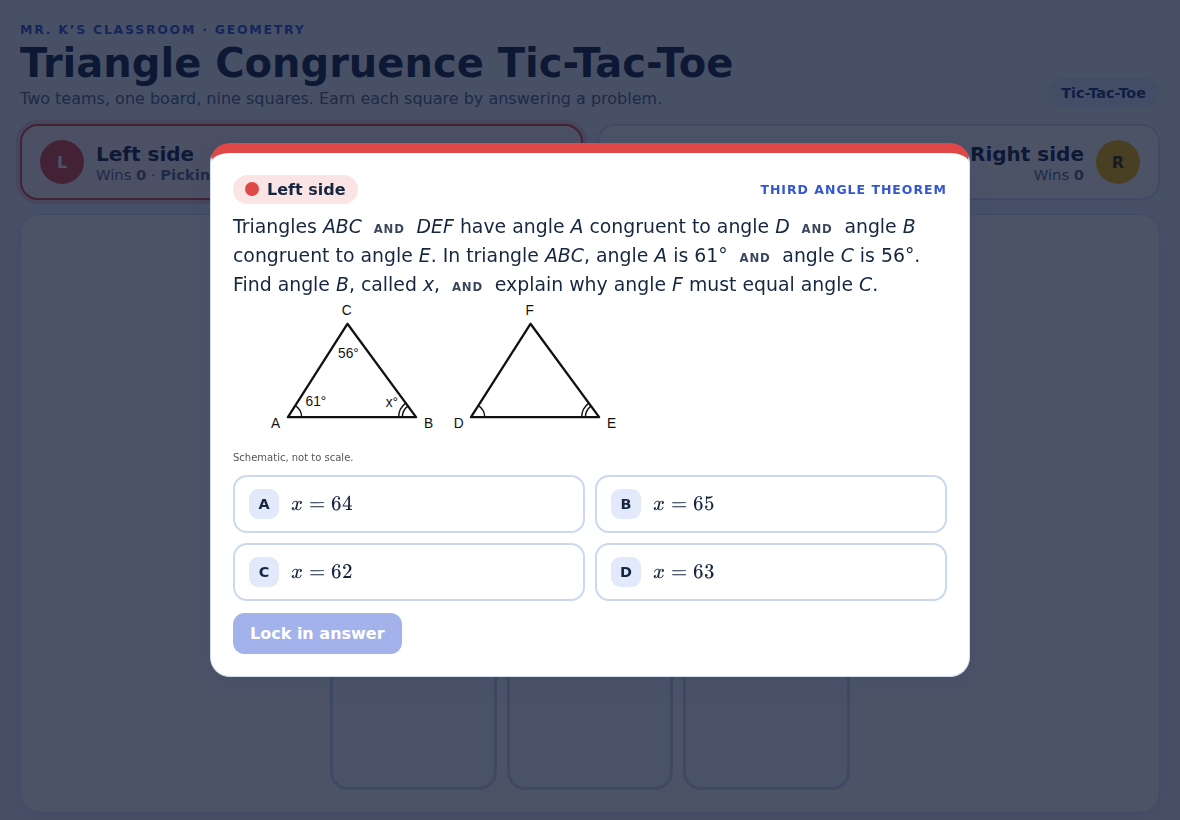 MR. K’S CLASSROOM · GEOMETRY
Triangle Congruence Tic-Tac-Toe
Two teams, one board, nine squares. Earn each square by answering a problem.
Tic-Tac-Toe
L
Left side
Wins 0 · Pickin
Right side
Wins 0
R
Left side
THIRD ANGLE THEOREM
Triangles ABC AND DEF have angle A congruent to angle D AND angle B
congruent to angle E. In triangle ABC, angle A is 61° AND angle C is 56°.
Find angle B, called x, AND explain why angle F must equal angle C.
C
56°
61°
x°
A
B
F
D
E
Schematic, not to scale.
A x = 64
B x = 65
C x = 62
D x = 63
Lock in answer